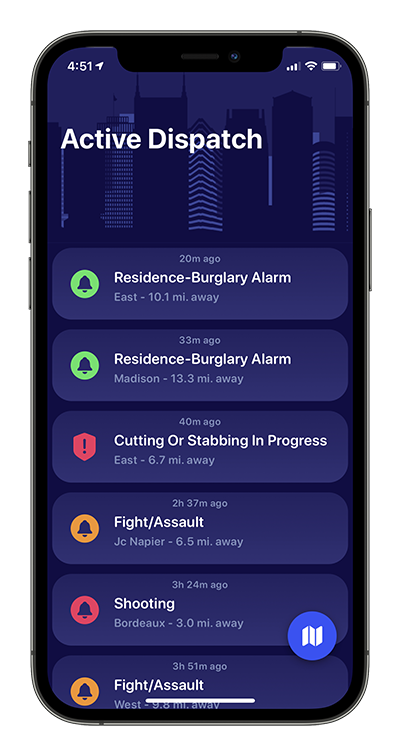 4:51
Active Dispatch
20m ago
Residence-Burglary Alarm
East - 10.1 mi. away
33m ago
Residence-Burglary Alarm
Madison - 13.3 mi. away
40m ago
Cutting Or Stabbing In Progress
East - 6.7 mi. away
2h 37m ago
Fight/Assault
Jc Napier - 6.5 mi. away
3h 24m ago
Shooting
Bordeaux - 3.0 mi. away
3h 51m ago
Fight/Assault
West - 9.8 mi. away